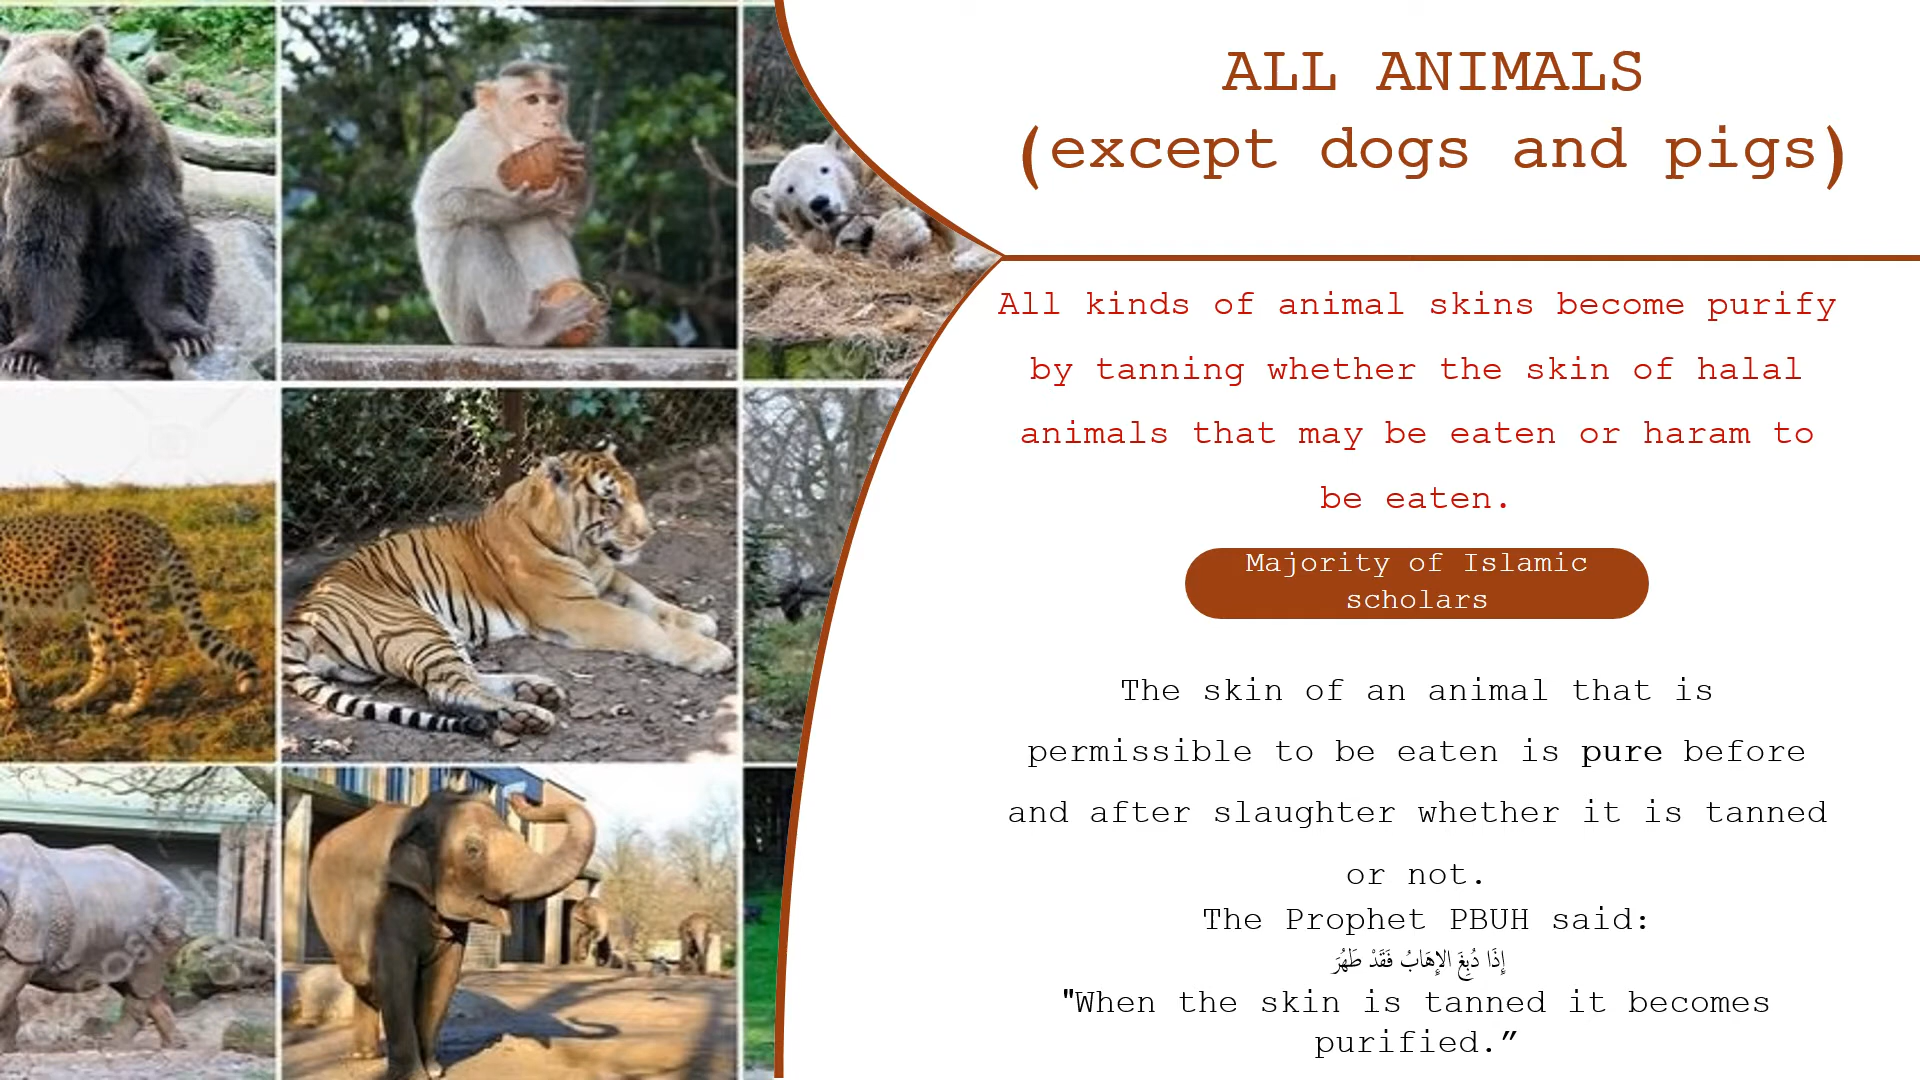 ALL ANIMALS
(except dogs and pigs)
All kinds of animal skins become purify
by tanning whether the skin of halal
animals that may be eaten or haram to
be eaten.
Majority of Islamic
scholars
The skin of an animal that is
permissible to be eaten is pure before
and after slaughter whether it is tanned
or not.
The Prophet PBUH said:
إِذَا دُبِغَ الإِهَابُ فَقَدْ طَهُرَ
"When the skin is tanned it becomes
purified.”